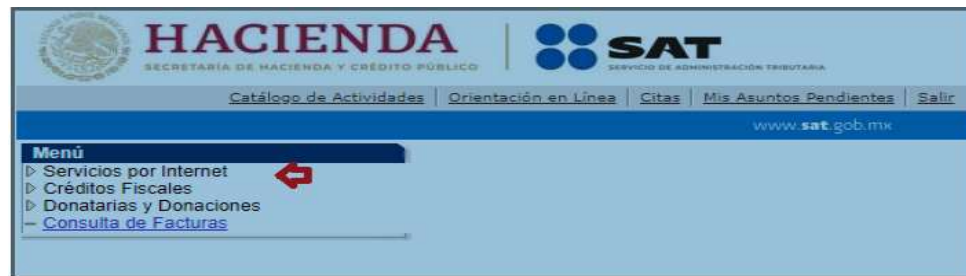 HACIENDA
SECRETARÍA DE HACIENDA Y CRÉDITO PÚBLICO
SAT
SERVICIO DE ADMINISTRACIÓN TRIBUTARIA
Catálogo de Actividades | Orientación en Línea | Citas | Mis Asuntos Pendientes | Salir
www.sat.gob.mx
Menú
Servicios por Internet
Créditos Fiscales
Donatarias y Donaciones
Consulta de Facturas